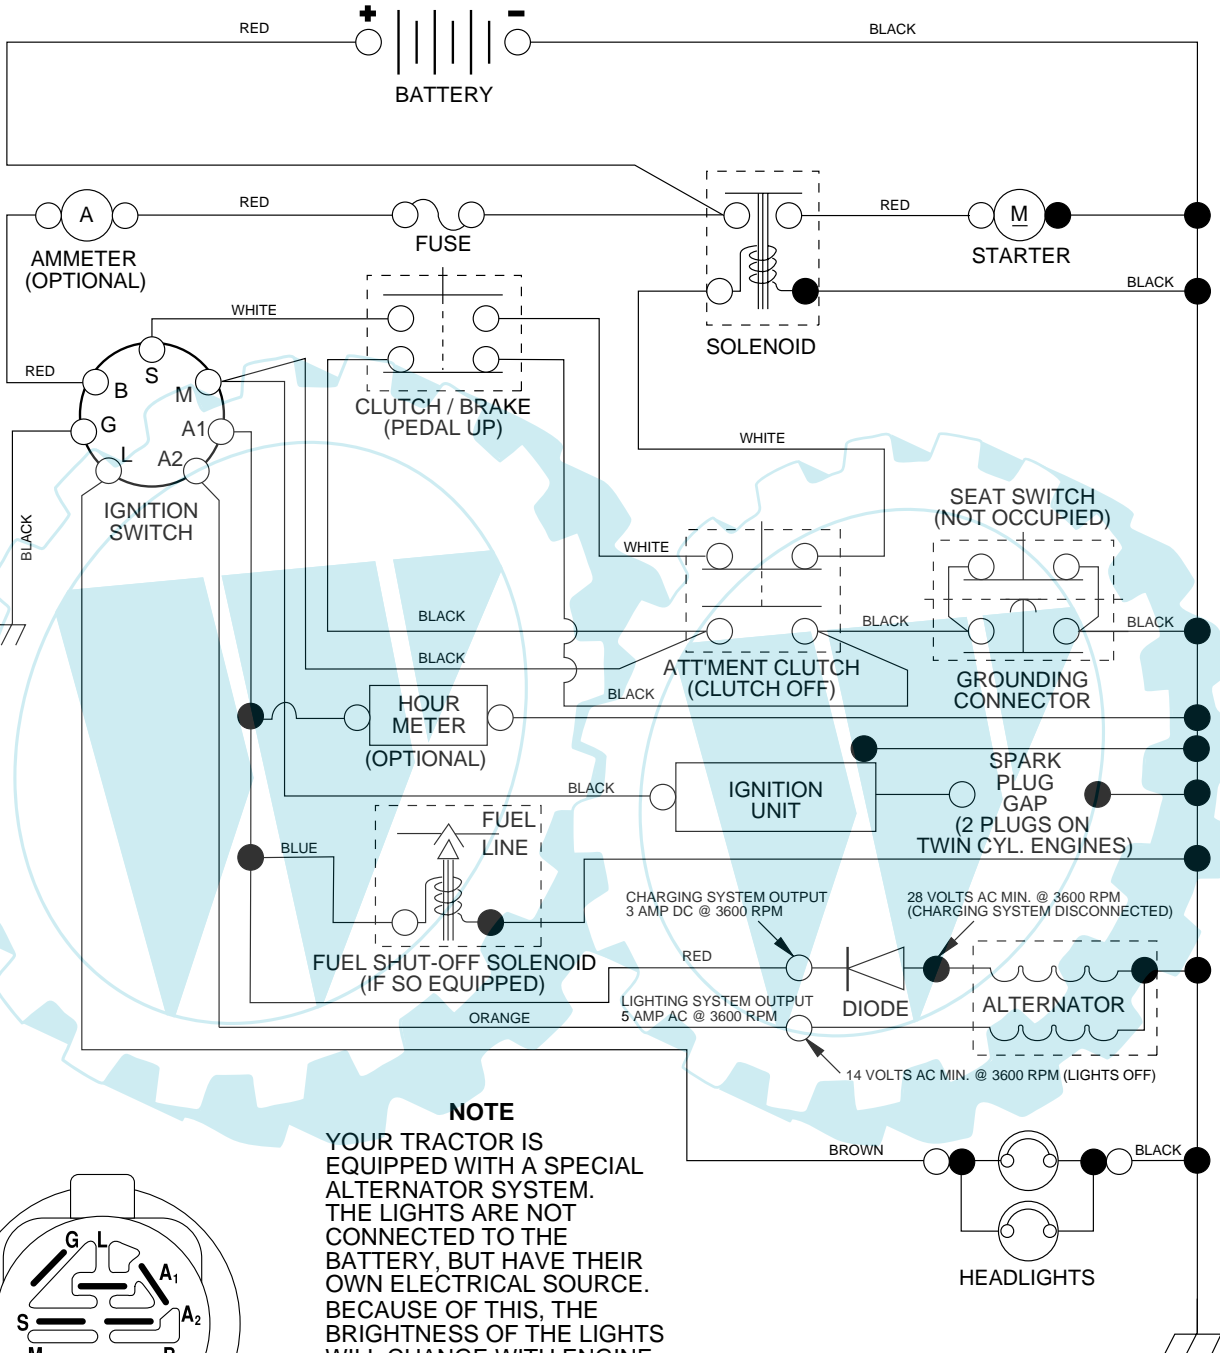 + -
RED
BLACK
BATTERY
A
RED
FUSE
AMMETER
(OPTIONAL)
RED
M
STARTER
BLACK
SOLENOID
WHITE
RED
S
B
M
G
A1
L
A2
IGNITION
SWITCH
BLACK
CLUTCH / BRAKE
(PEDAL UP)
WHITE
SEAT SWITCH
(NOT OCCUPIED)
WHITE
BLACK
BLACK
BLACK
BLACK
ATT'MENT CLUTCH
(CLUTCH OFF)
BLACK
GROUNDING
CONNECTOR
HOUR
METER
(OPTIONAL)
BLACK
IGNITION
UNIT
SPARK
PLUG
GAP
(2 PLUGS ON
TWIN CYL. ENGINES)
BLUE
FUEL
LINE
FUEL SHUT-OFF SOLENOID
(IF SO EQUIPPED)
CHARGING SYSTEM OUTPUT
3 AMP DC @ 3600 RPM
28 VOLTS AC MIN. @ 3600 RPM
(CHARGING SYSTEM DISCONNECTED)
RED
DIODE
ALTERNATOR
LIGHTING SYSTEM OUTPUT
5 AMP AC @ 3600 RPM
ORANGE
14 VOLTS AC MIN. @ 3600 RPM (LIGHTS OFF)
NOTE
YOUR TRACTOR IS
EQUIPPED WITH A SPECIAL
ALTERNATOR SYSTEM.
THE LIGHTS ARE NOT
CONNECTED TO THE
BATTERY, BUT HAVE THEIR
OWN ELECTRICAL SOURCE.
BECAUSE OF THIS, THE
BRIGHTNESS OF THE LIGHTS
WILL CHANGE WITH ENGINE
BROWN
BLACK
HEADLIGHTS
G L
A1
S
A2
M
B